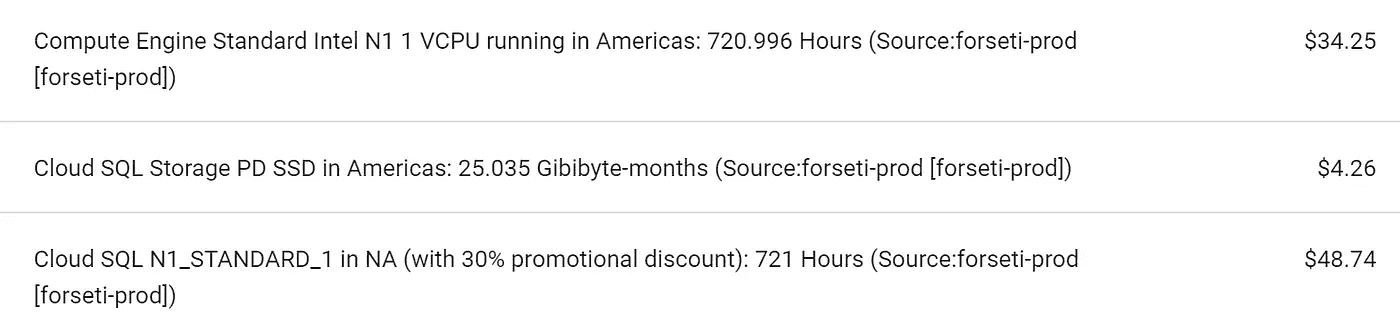 Compute Engine Standard Intel N1 1 VCPU running in Americas: 720.996 Hours (Source:forseti-prod $34.25
[forseti-prod])
Cloud SQL Storage PD SSD in Americas: 25.035 Gibibyte-months (Source:forseti-prod [forseti-prod]) $4.26
Cloud SQL N1_STANDARD_1 in NA (with 30% promotional discount): 721 Hours (Source:forseti-prod $48.74
[forseti-prod])